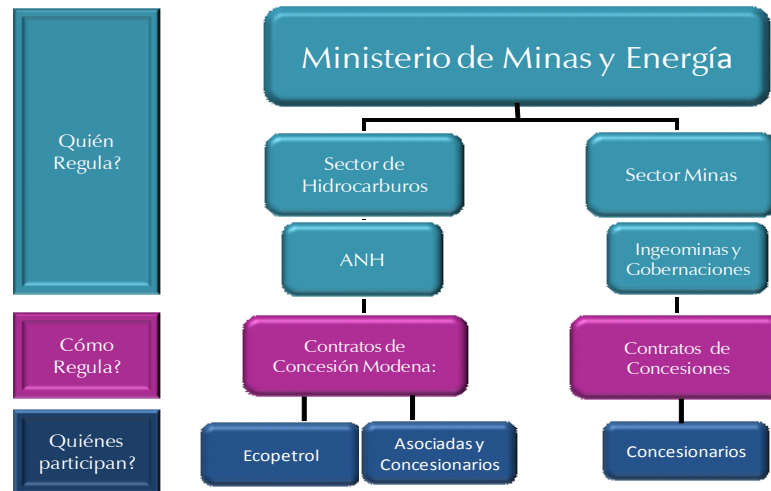 Ministerio de Minas y Energía
Quién
Regula?
Sector de
Hidrocarburos
Sector Minas
ANH
Ingeominas y
Gobernaciones
Cómo
Regula?
Contratos de
Concesión Modena:
Contratos de
Concesiones
Quiénes
participan?
Ecopetrol
Asociadas y
Concesionarios
Concesionarios